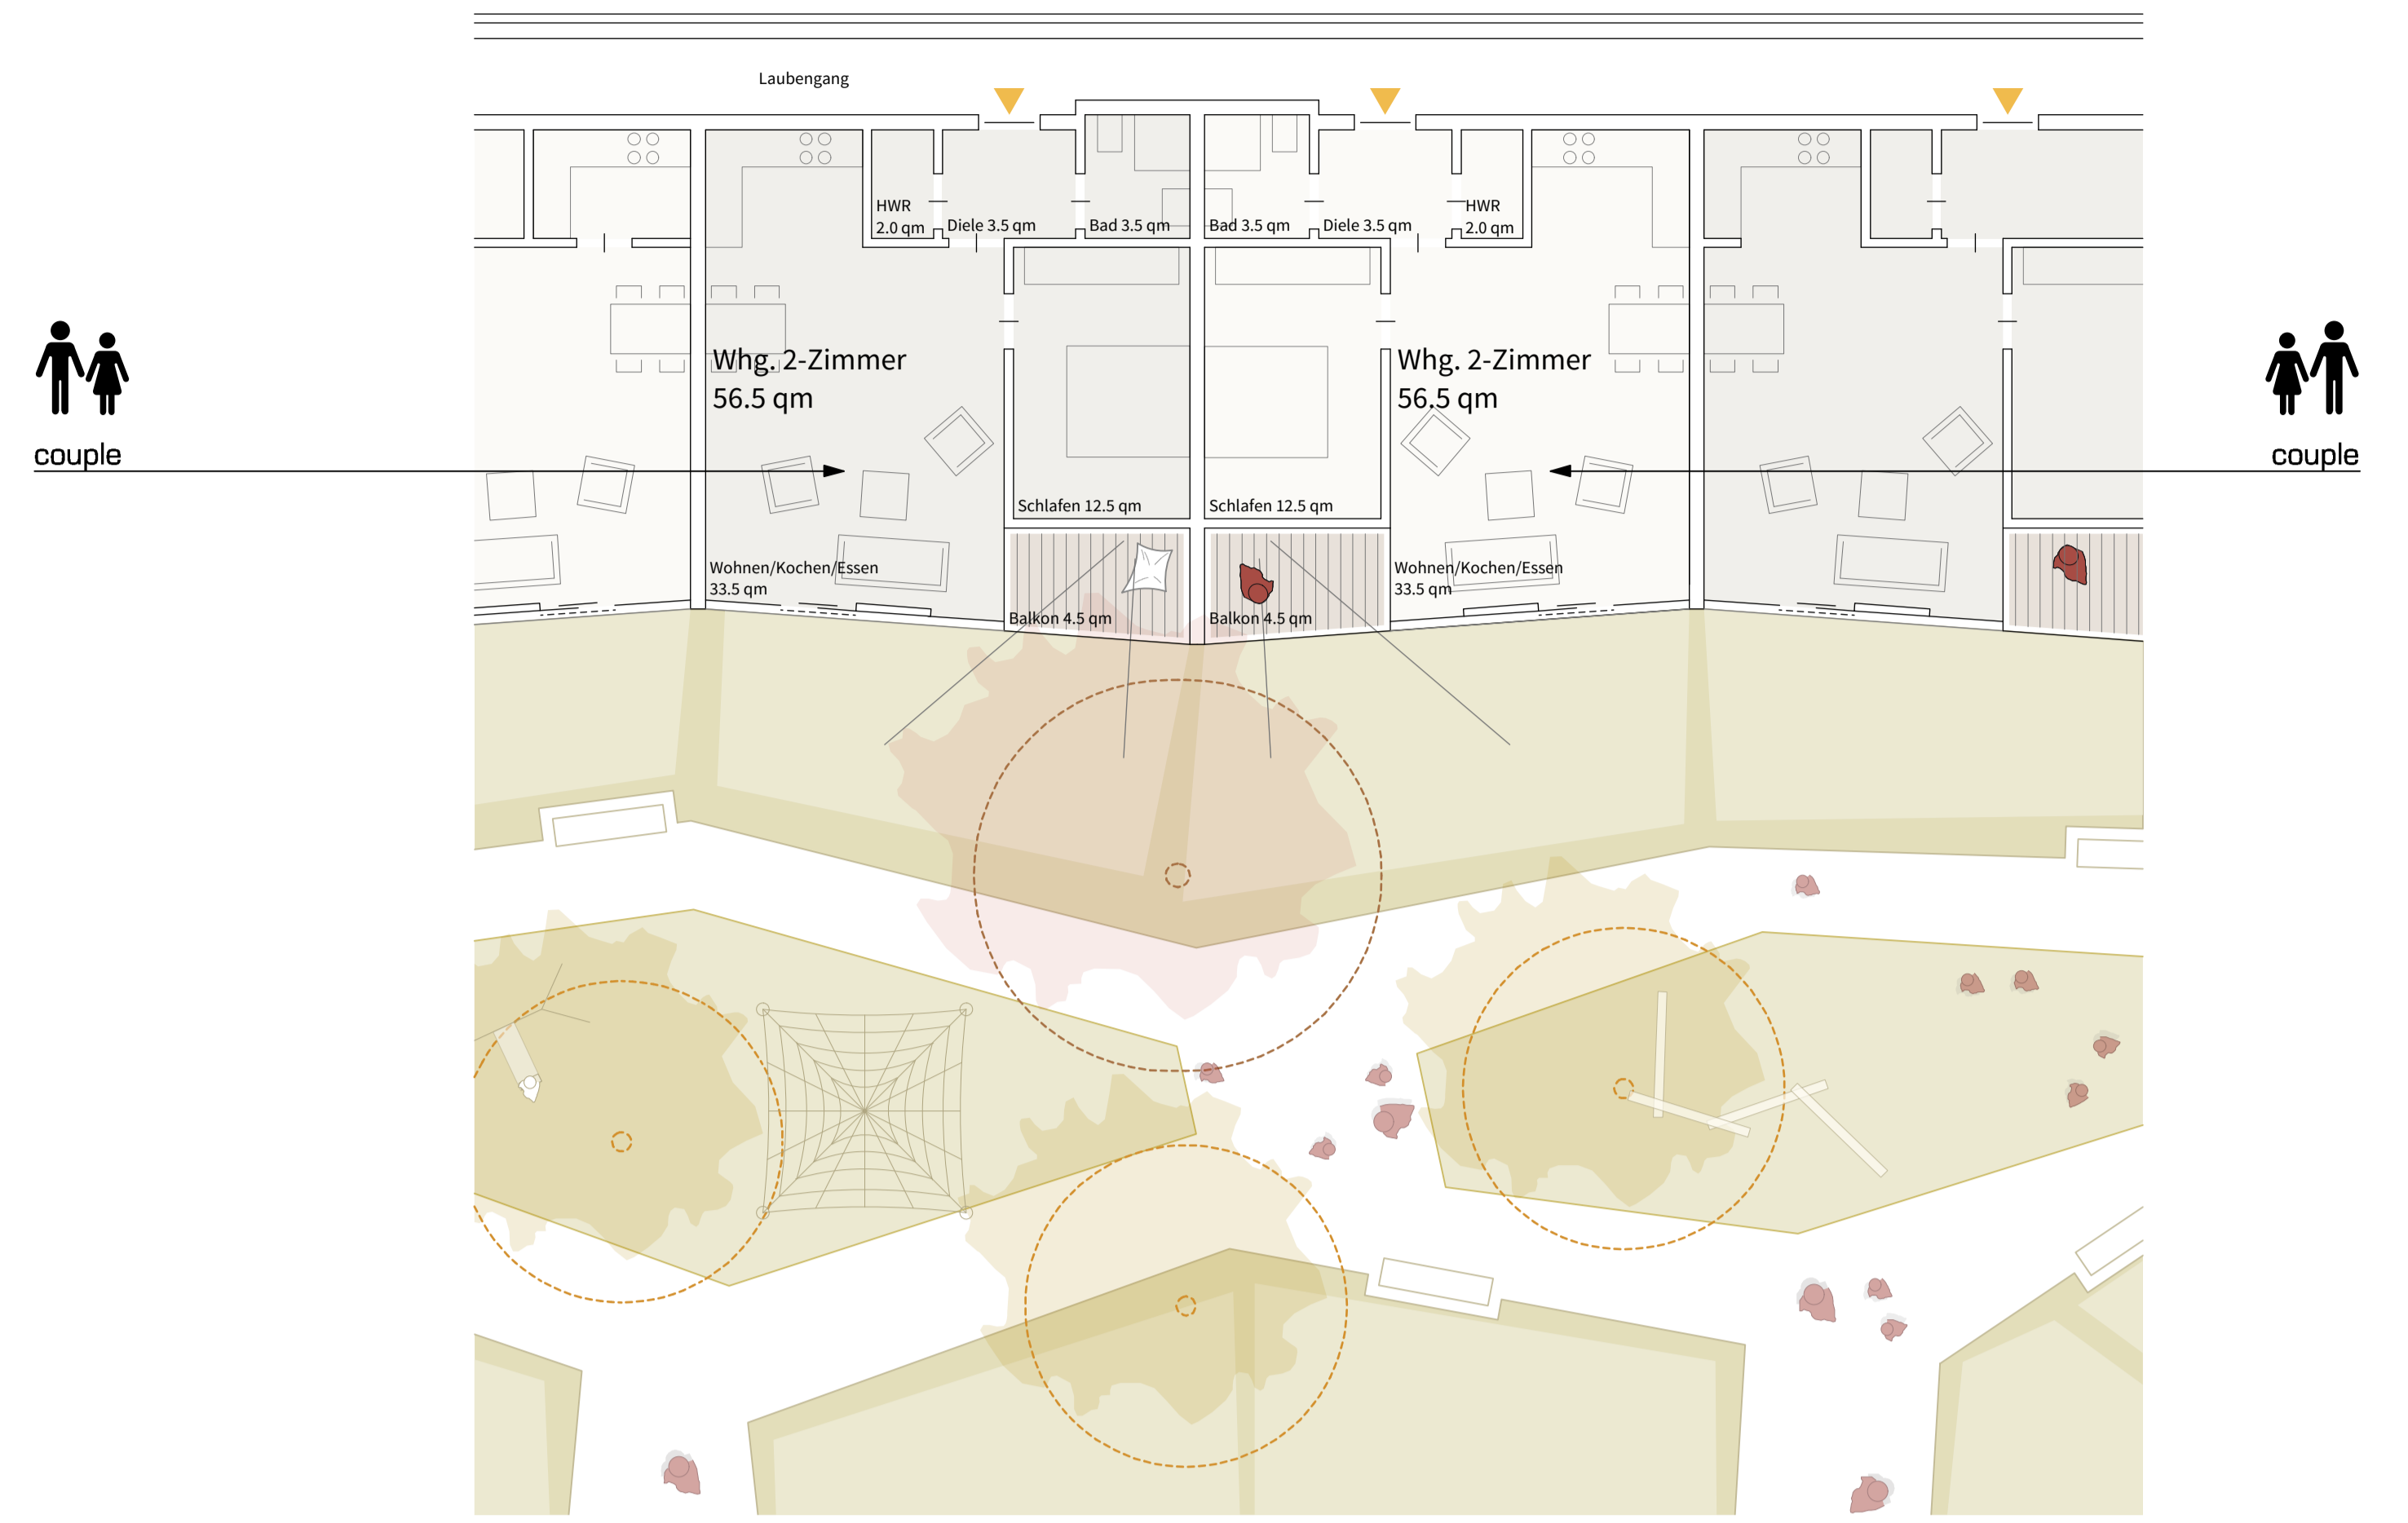 Laubengang
HWR
2.0 qm
Diele 3.5 qm
Bad 3.5 qm
Bad 3.5 qm
Diele 3.5 qm
HWR
2.0 qm
Whg. 2-Zimmer
56.5 qm
Whg. 2-Zimmer
56.5 qm
couple
couple
Schlafen 12.5 qm
Schlafen 12.5 qm
Wohnen/Kochen/Essen
33.5 qm
Wohnen/Kochen/Essen
33.5 qm
Balkon 4.5 qm
Balkon 4.5 qm